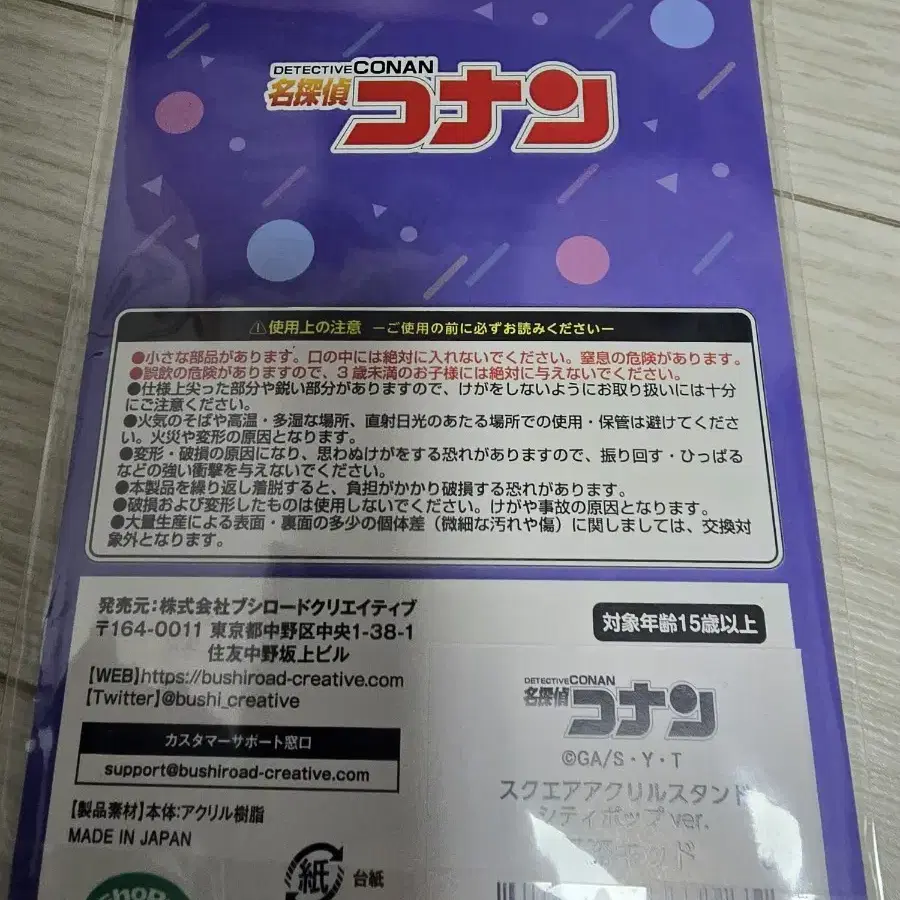 DETECTIVE CONAN
名探偵
コナン
⚠使用上の注意 ーご使用の前に必ずお読みくださいー
●小さな部品があります。口の中には絶対に入れないでください。窒息の危険があります。
●誤飲の危険がありますので、3歳未満のお子様には絶対に与えないでください。
●仕様上尖った部分や鋭い部分がありますので、けがをしないようにお取り扱いには十分
にご注意ください。
●火気のそばや高温・多湿な場所、直射日光のあたる場所での使用・保管は避けてくださ
い。火災や変形の原因となります。
●変形・破損の原因になり、思わぬけがをする恐れがありますので、振り回す・ひっぱる
などの強い衝撃を与えないでください。
●本製品を繰り返し着脱すると、負担がかかり破損する恐れがあります。
●破損および変形したものは使用しないでください。けがや事故の原因となります。
●大量生産による表面・裏面の多少の個体差（微細な汚れや傷）に関しましては、交換対
象外となります。
発売元:株式会社ブシロードクリエイティブ
〒164-0011 東京都中野区中央1-38-1
住友中野坂上ビル
【WEB】https://bushiroad-creative.com
【Twitter】@bushi_creative
カスタマーサポート窓口
support@bushiroad-creative.com
【製品素材】本体:アクリル樹脂
MADE IN JAPAN
紙 台紙
対象年齢15歳以上
DETECTIVE CONAN
名探偵
コナン
©GA/S・Y・T
スクエアアクリルスタンド
シティポップ ver.
キッド